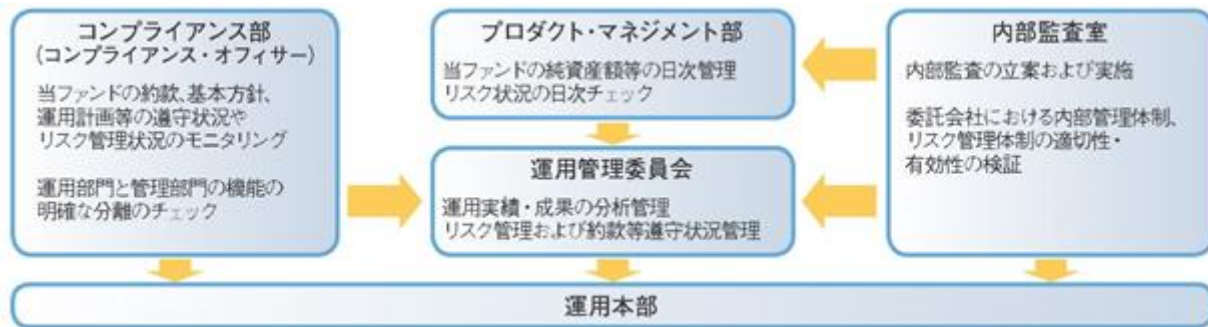 コンプライアンス部
(コンプライアンス・オフィサー)
当ファンドの約款、基本方針、
運用計画等の遵守状況や
リスク管理状況のモニタリング
運用部門と管理部門の機能の
明確な分離のチェック
プロダクト・マネジメント部
当ファンドの純資産額等の日次管理
リスク状況の日次チェック
運用管理委員会
運用実績・成果の分析管理
リスク管理および約款等遵守状況管理
内部監査室
内部監査の立案および実施
委託会社における内部管理体制、
リスク管理体制の適切性・
有効性の検証
運用本部